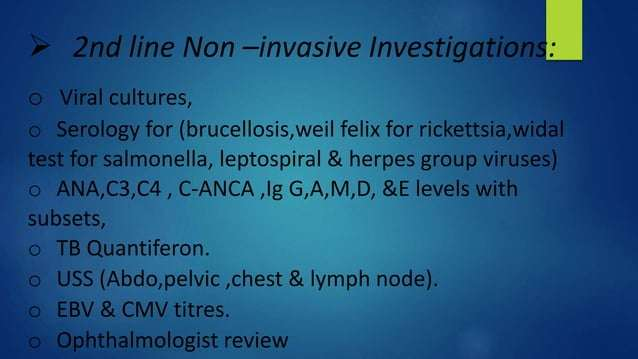 ➢ 2nd line Non –invasive Investigations:
o Viral cultures,
o Serology for (brucellosis,weil felix for rickettsia,widal
test for salmonella, leptospiral & herpes group viruses)
o ANA,C3,C4 , C-ANCA ,Ig G,A,M,D, &E levels with
subsets,
o TB Quantiferon.
o USS (Abdo,pelvic ,chest & lymph node).
o EBV & CMV titres.
o Ophthalmologist review